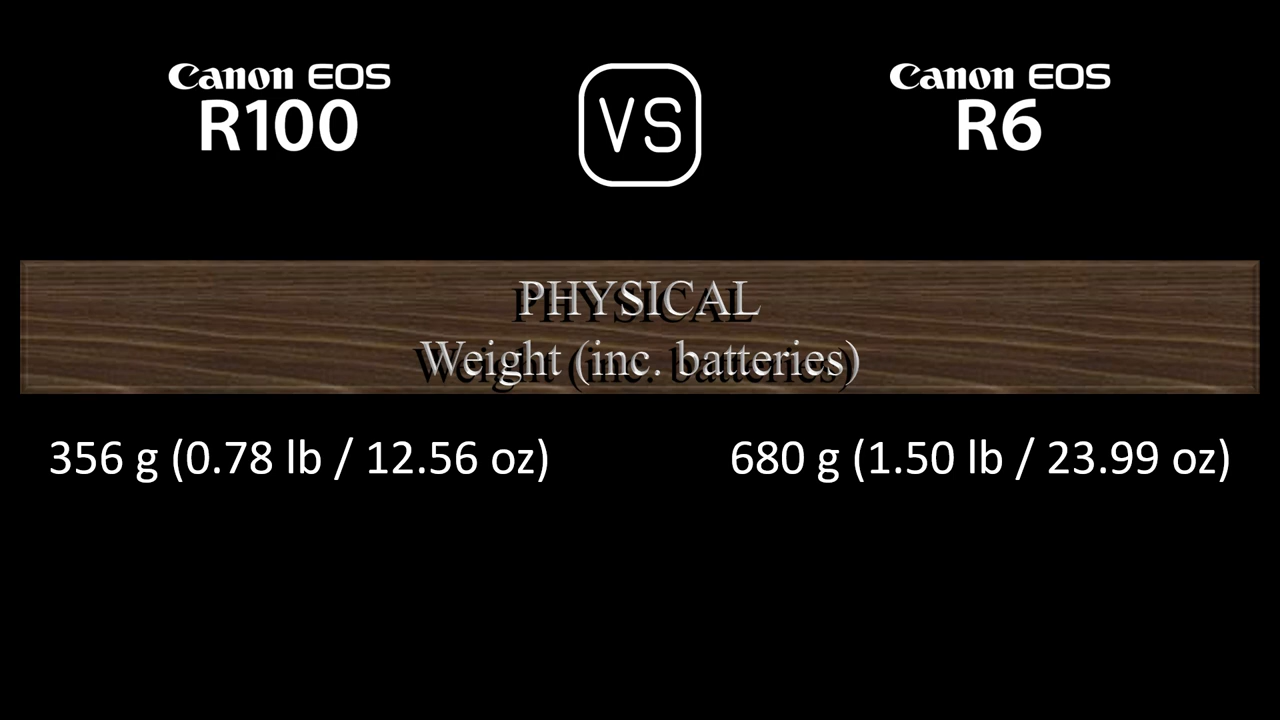 Canon EOS
R100
VS
Canon EOS
R6
PHYSICAL
Weight (inc. batteries)
356 g (0.78 lb / 12.56 oz)
680 g (1.50 lb / 23.99 oz)